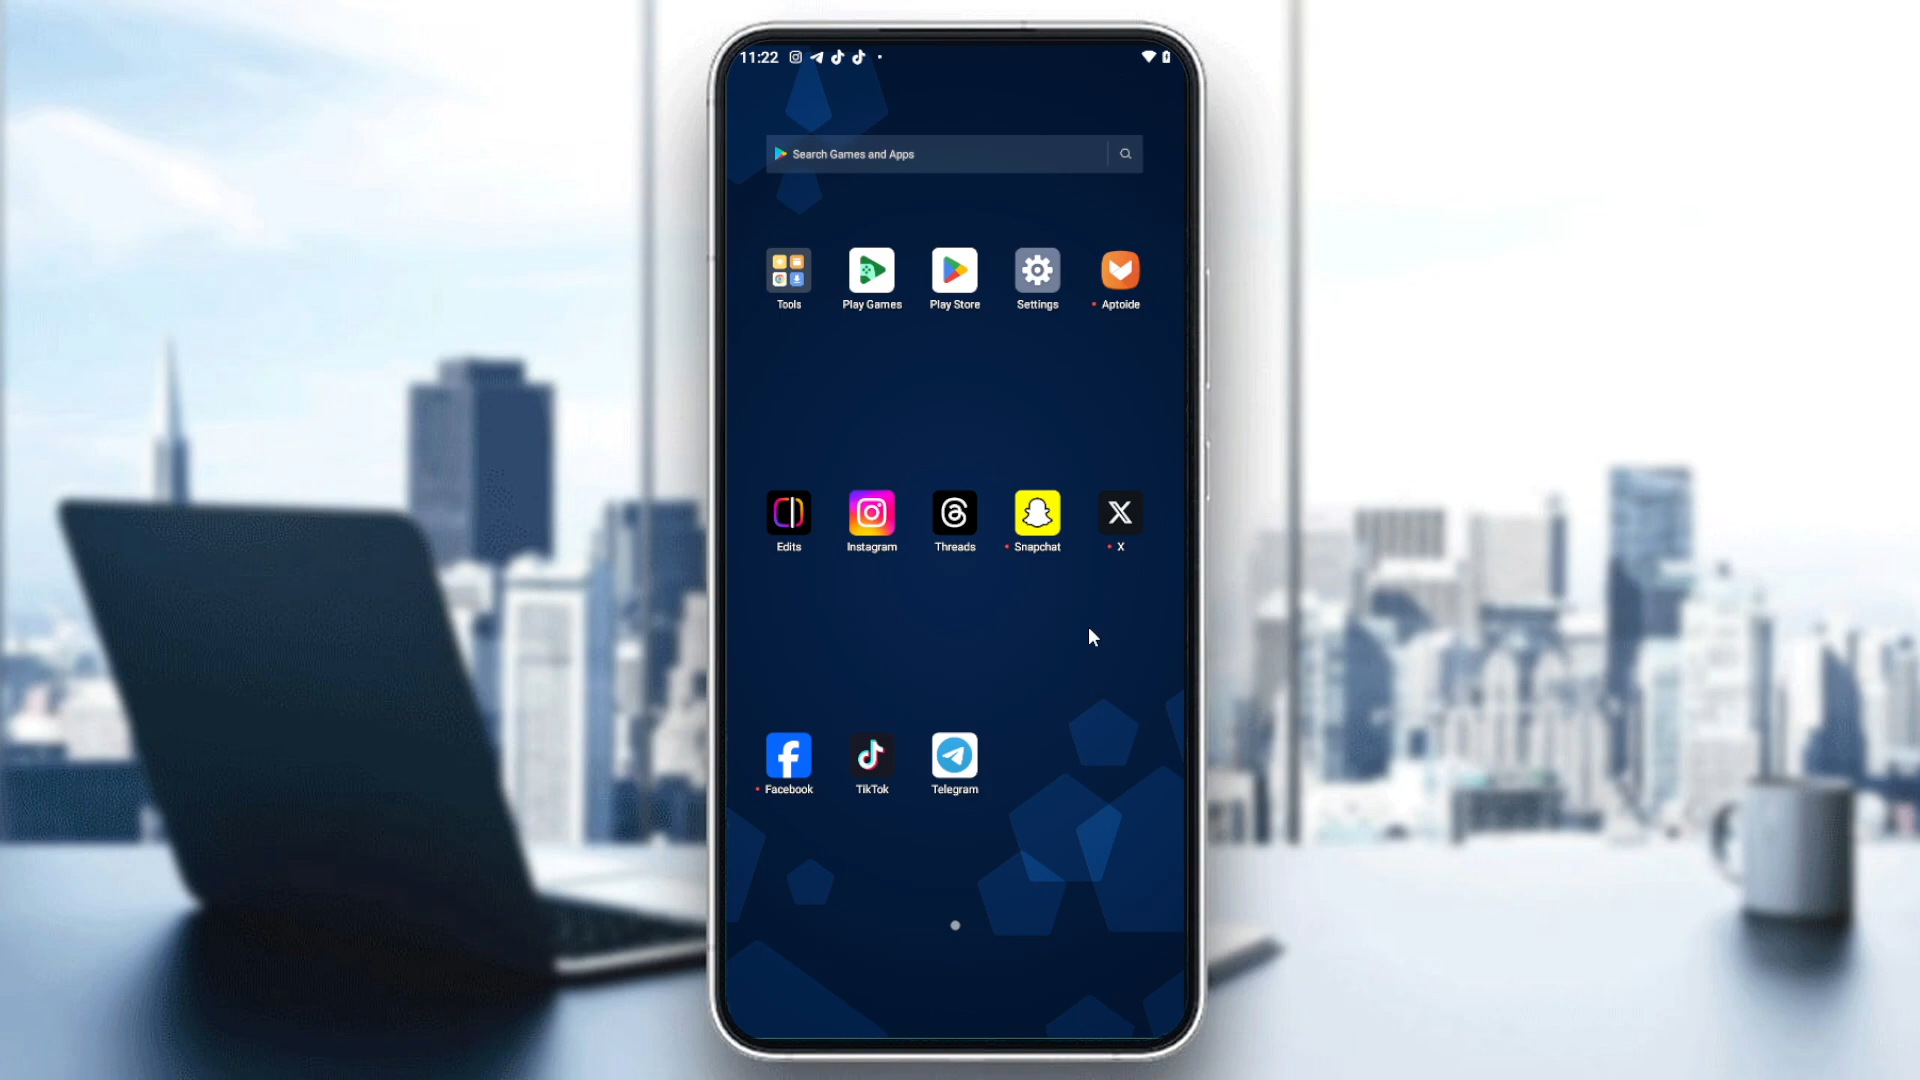 11:22
Search Games and Apps
Tools
Play Games
Play Store
Settings
Aptoide
Edits
Instagram
Threads
Snapchat
X
Facebook
TikTok
Telegram